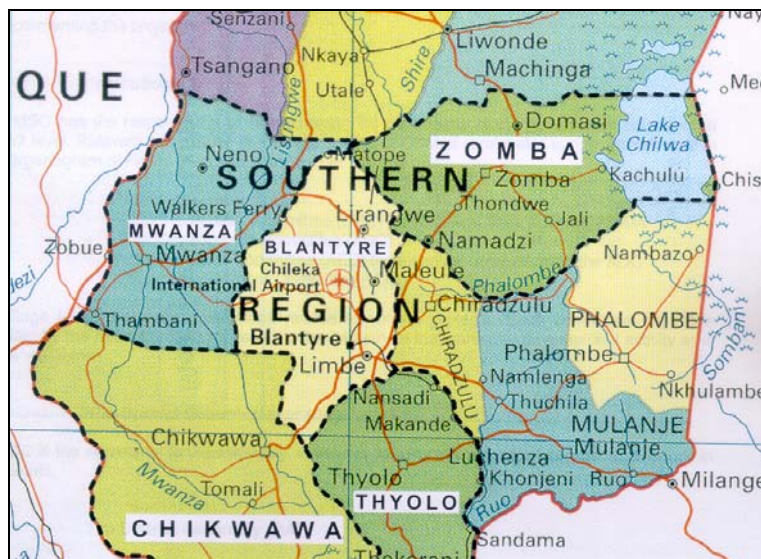 Senzani
Nkaya
Liwonde
Tsangano
Utale
Shire
Machinga
QUE
Lisungwe
Domasi
Lake
Chilwa
Neno
Matope
ZOMBA
SOUTHERN
Zomba
Kachulu
Chis
Walkers Ferry
Lirangwe
Thondwe
Jali
MWANZA
BLANTYRE
Namadzi
Zobue
Mwanza
Chileka
International Airport
Maleule
Phalombe
Nambazo
REGION
Chiradzulu
Thambani
CHIRADZULU
PHALOMBE
Blantyre
Limbe
Phalombe
Sombani
Namlenga
Nkhulambe
Nansadi
Thuchila
Makande
MULANJE
Chikwawa
Mulanje
Luchenza
Mwanza
Thyolo
Khonjeni
Ruo
Milange
Tomali
THYOLO
Ruo
CHIKWAWA
Sandama
Thekerani